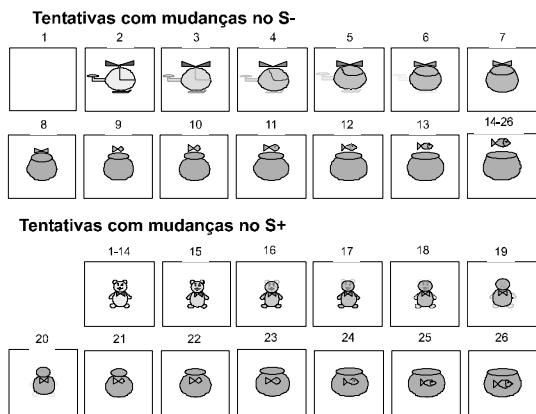 Tentativas com mudanças no S-
1 2 3 4 5 6 7
8 9 10 11 12 13 14-26
Tentativas com mudanças no S+
1-14 15 16 17 18 19
20 21 22 23 24 25 26